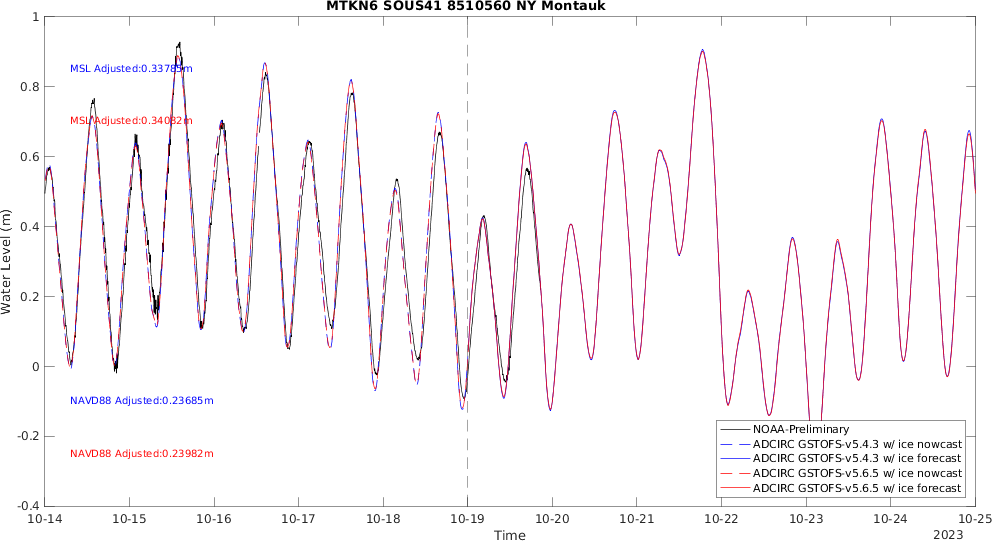 MTKN6 SOUS41 8510560 NY Montauk
Water Level (m)
1
0.8
0.6
0.4
0.2
0
-0.2
-0.4
MSL Adjusted:0.33785m
MSL Adjusted:0.34082m
NAVD88 Adjusted:0.23685m
NAVD88 Adjusted:0.23982m
NOAA-Preliminary
ADCIRC GSTOFS-v5.4.3 w/ ice nowcast
ADCIRC GSTOFS-v5.4.3 w/ ice forecast
ADCIRC GSTOFS-v5.6.5 w/ ice nowcast
ADCIRC GSTOFS-v5.6.5 w/ ice forecast
10-14 10-15 10-16 10-17 10-18 10-19 10-20 10-21 10-22 10-23 10-24 10-25
Time
2023